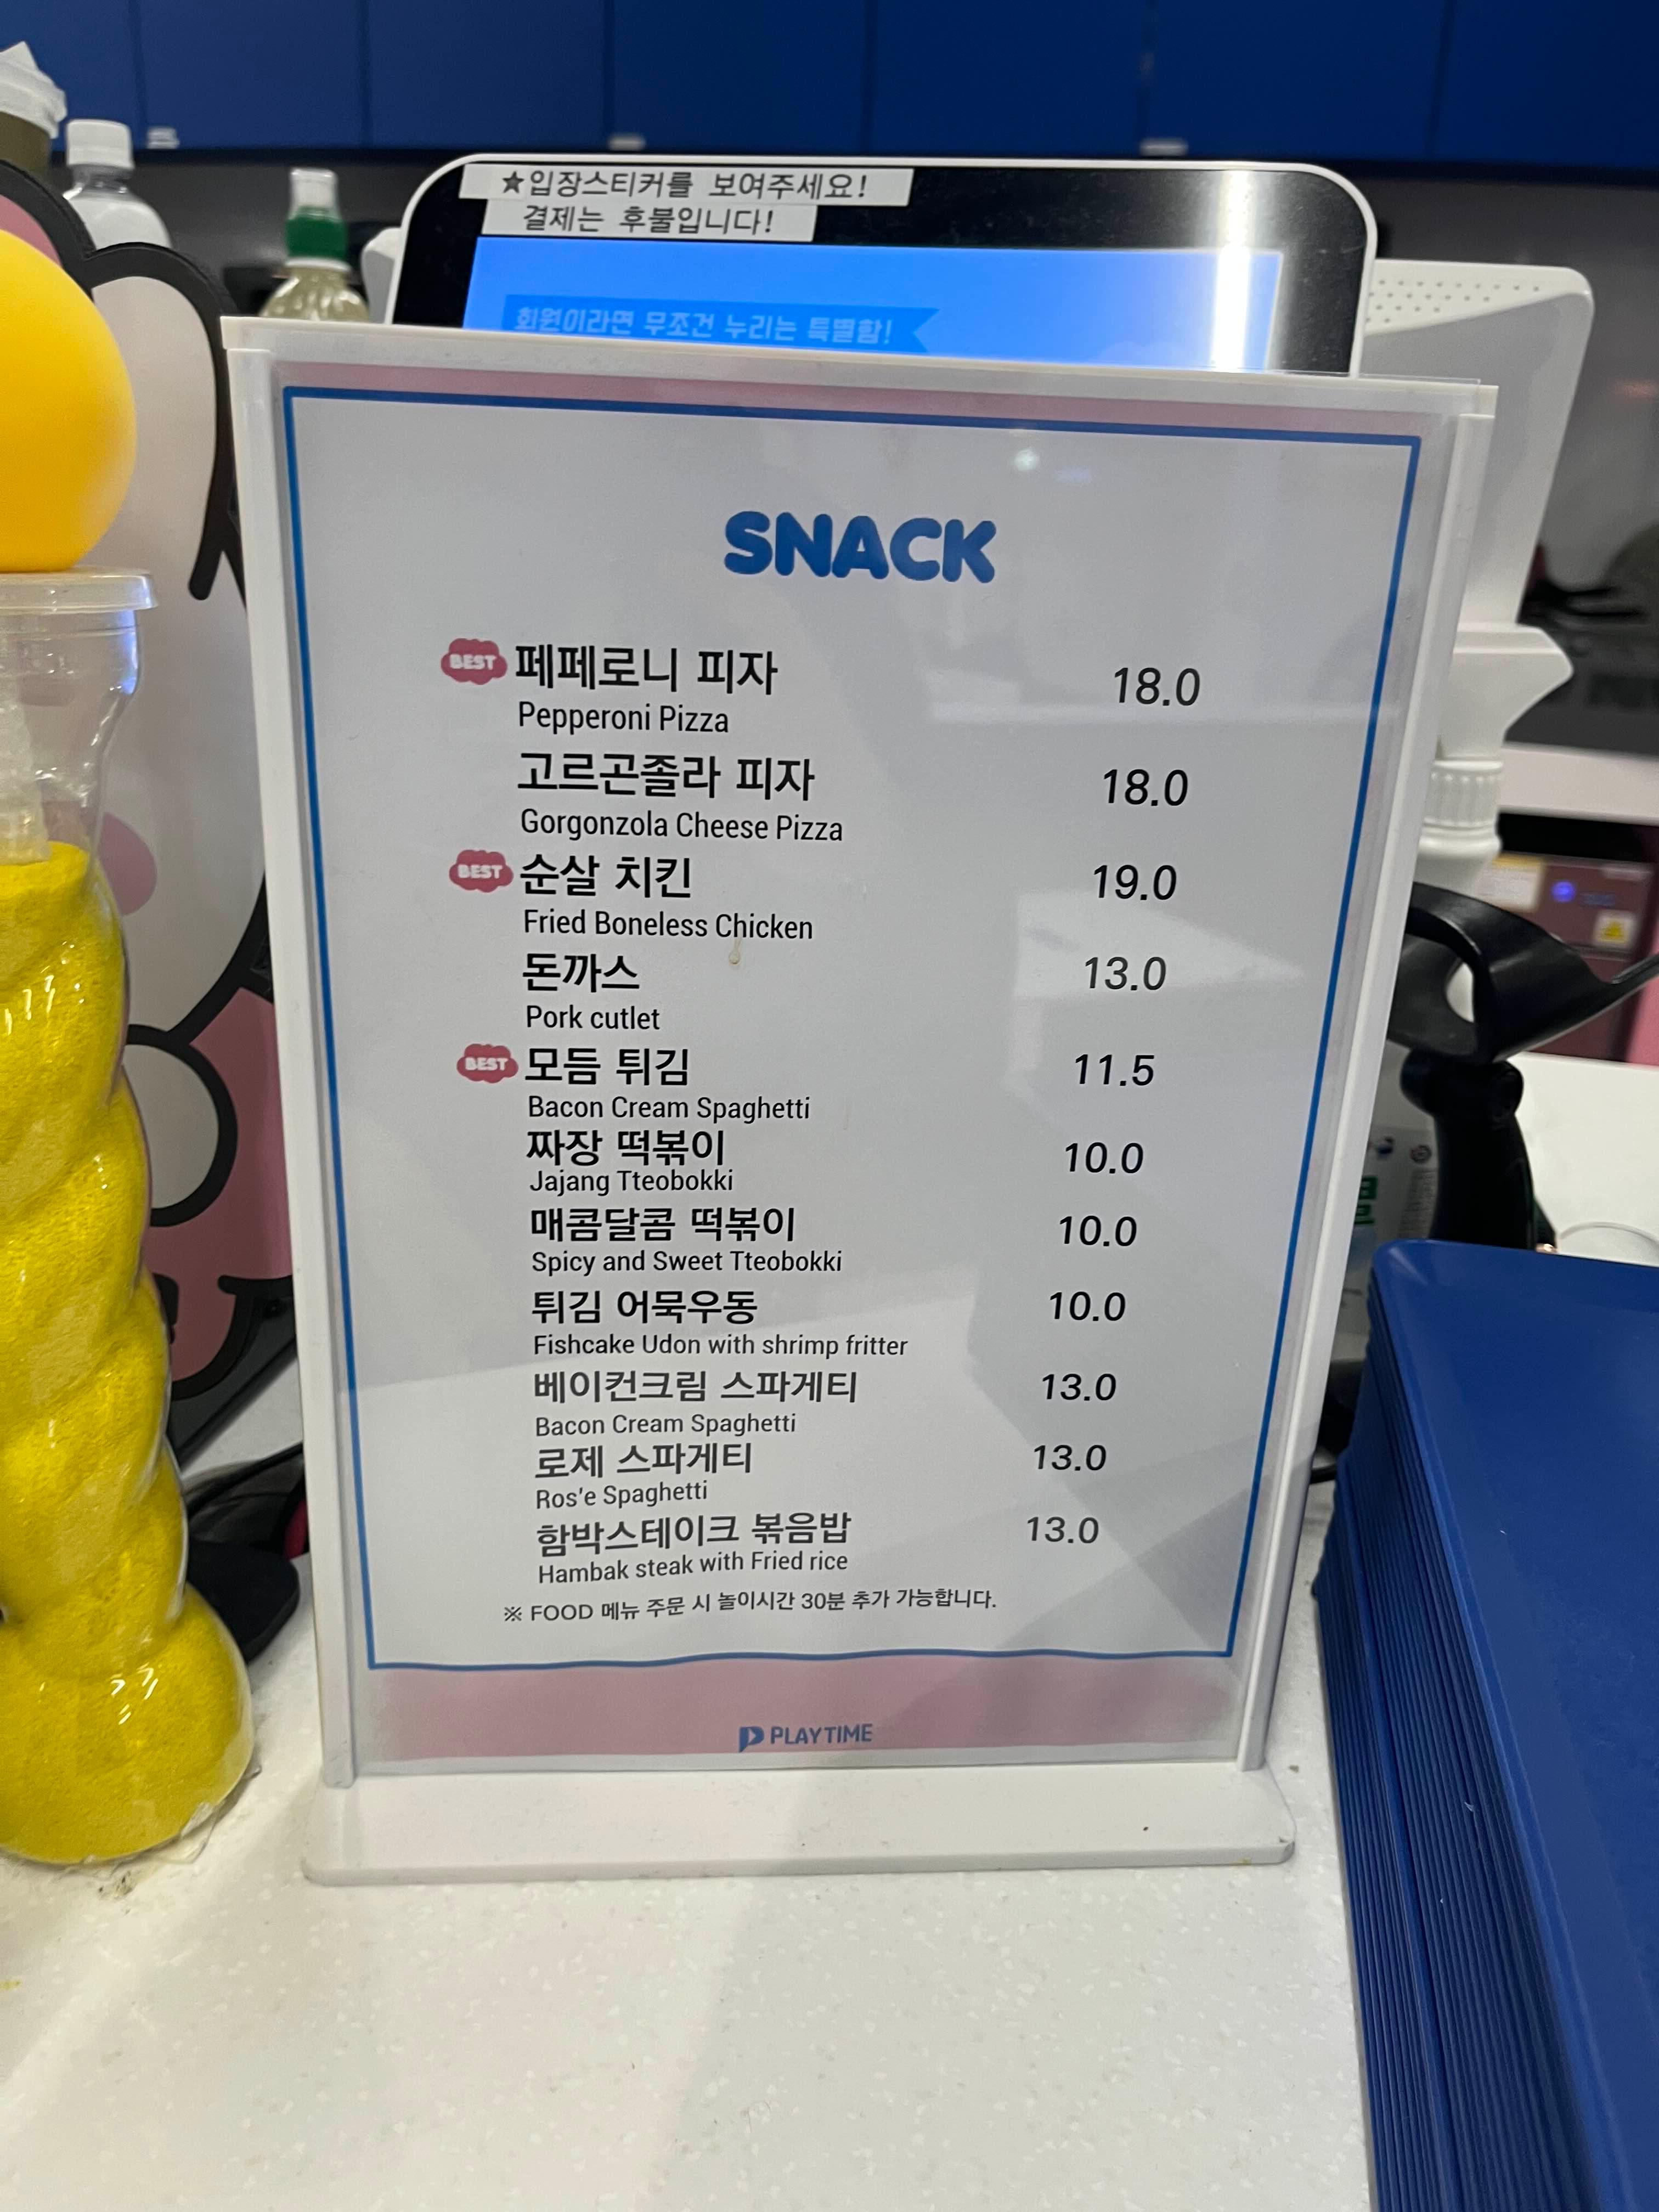 ★입장스티커를 보여주세요!
결제는 후불입니다!
회원이라면 무조건 누리는 특별함!
SNACK
BEST 페페로니 피자 18.0
Pepperoni Pizza
고르곤졸라 피자 18.0
Gorgonzola Cheese Pizza
BEST 순살 치킨 19.0
Fried Boneless Chicken
돈까스 13.0
Pork cutlet
BEST 모듬 튀김 11.5
Bacon Cream Spaghetti
짜장 떡볶이 10.0
Jajang Tteobokki
매콤달콤 떡볶이 10.0
Spicy and Sweet Tteobokki
튀김 어묵우동 10.0
Fishcake Udon with shrimp fritter
베이컨크림 스파게티 13.0
Bacon Cream Spaghetti
로제 스파게티 13.0
Ros'e Spaghetti
함박스테이크 볶음밥 13.0
Hambak steak with Fried rice
※ FOOD 메뉴 주문 시 놀이시간 30분 추가 가능합니다.
PLAYTIME